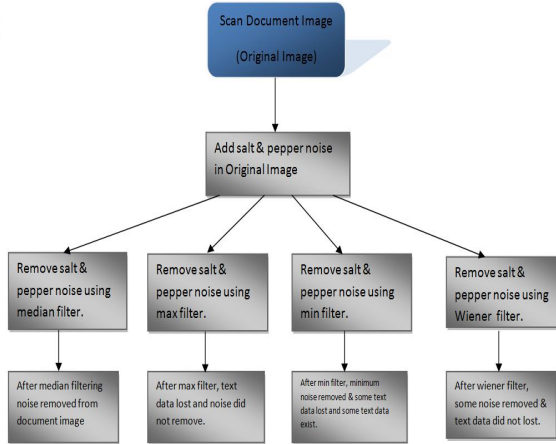 Scan Document Image
(Original Image)
Add salt & pepper noise
in Original Image
Remove salt &
pepper noise using
median filter.
Remove salt &
pepper noise using
max filter.
Remove salt &
pepper noise using
min filter.
Remove salt &
pepper noise using
Wiener filter.
After median filtering
noise removed from
document image
After max filter, text
data lost and noise did
not remove.
After min filter, minimum
noise removed & some text
data lost and some text data
exist.
After wiener filter,
some noise removed &
text data did not lost.